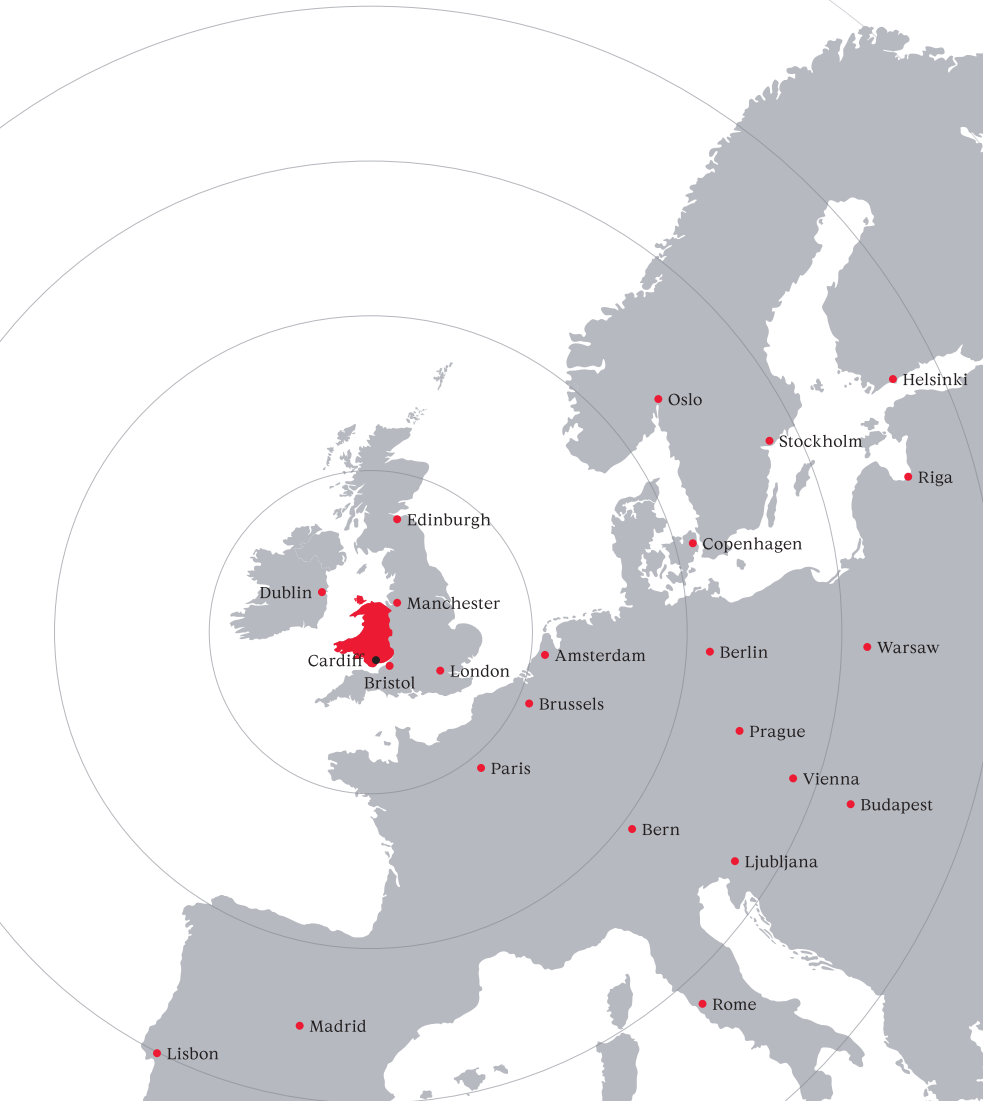 Helsinki
Oslo
Stockholm
Riga
Edinburgh
Copenhagen
Dublin
Manchester
Warsaw
Berlin
Amsterdam
Cardiff
London
Bristol
Brussels
Prague
Paris
Vienna
Budapest
Bern
Ljubljana
Rome
Madrid
Lisbon